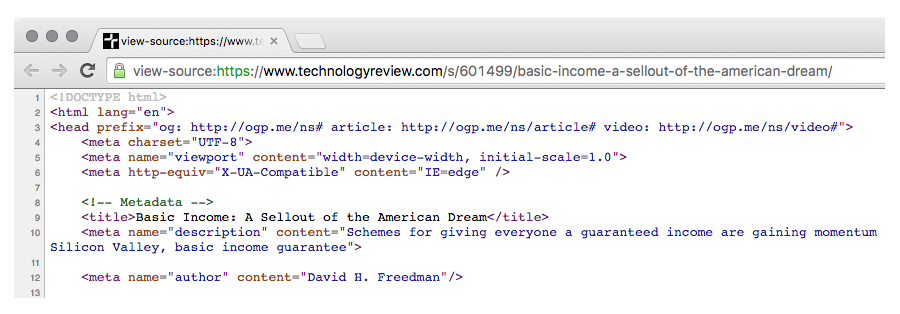 view-source:https://www.te
view-source:https://www.technologyreview.com/s/601499/basic-income-a-sellout-of-the-american-dream/
1 <!DOCTYPE html>
2 <html lang="en">
3 <head prefix="og: http://ogp.me/ns# article: http://ogp.me/ns/article# video: http://ogp.me/ns/video#">
4 <meta charset="UTF-8">
5 <meta name="viewport" content="width=device-width, initial-scale=1.0">
6 <meta http-equiv="X-UA-Compatible" content="IE=edge" />
7
8 <!-- Metadata -->
9 <title>Basic Income: A Sellout of the American Dream</title>
10 <meta name="description" content="Schemes for giving everyone a guaranteed income are gaining momentum
Silicon Valley, basic income guarantee">
11
12 <meta name="author" content="David H. Freedman"/>
13